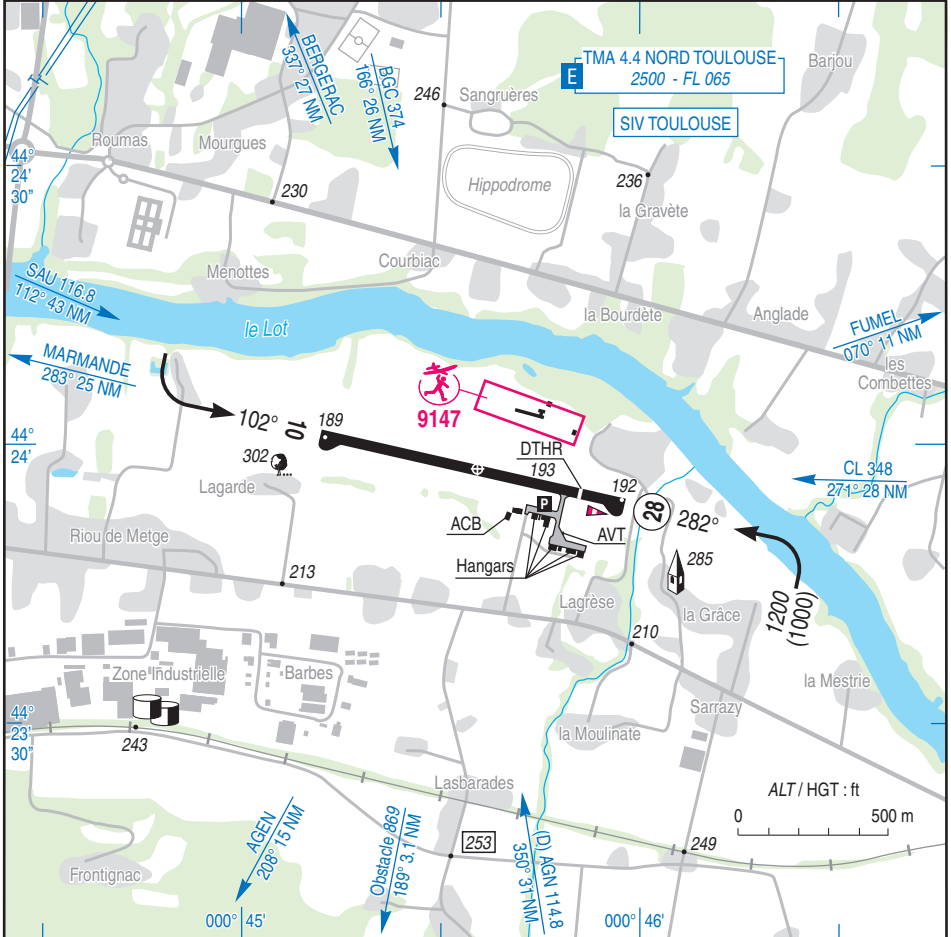 BERGERAC
337° 27 NM
BGC 374
166° 26 NM
TMA 4.4 NORD TOULOUSE
E
2500 - FL 065
SIV TOULOUSE
Barjou
246
Sangruères
Roumas
Mourgues
44°
24'
30"
Hippodrome
236
230
la Gravète
Courbiac
Menottes
SAU 116.8
112° 43 NM
le Lot
la Bourdète
Anglade
FUMEL
070° 11 NM
MARMANDE
283° 25 NM
les
Combettes
9147
102°
10
189
44°
24'
302
DTHR
193
192
CL 348
271° 28 NM
Lagarde
P
28
282°
ACB
AVT
Riou de Metge
Hangars
285
213
Lagrèse
la Grâce
1200
(1000)
210
Zone Industrielle
Barbes
la Mestrie
Sarrazy
44°
23'
30"
243
la Moulinate
Lasbarades
ALT / HGT : ft
0
500 m
AGEN
208° 15 NM
Obstacle 869
189° 3.1 NM
253
(D) AGN 114.8
350° 31 NM
249
Frontignac
000° 45'
000° 46'